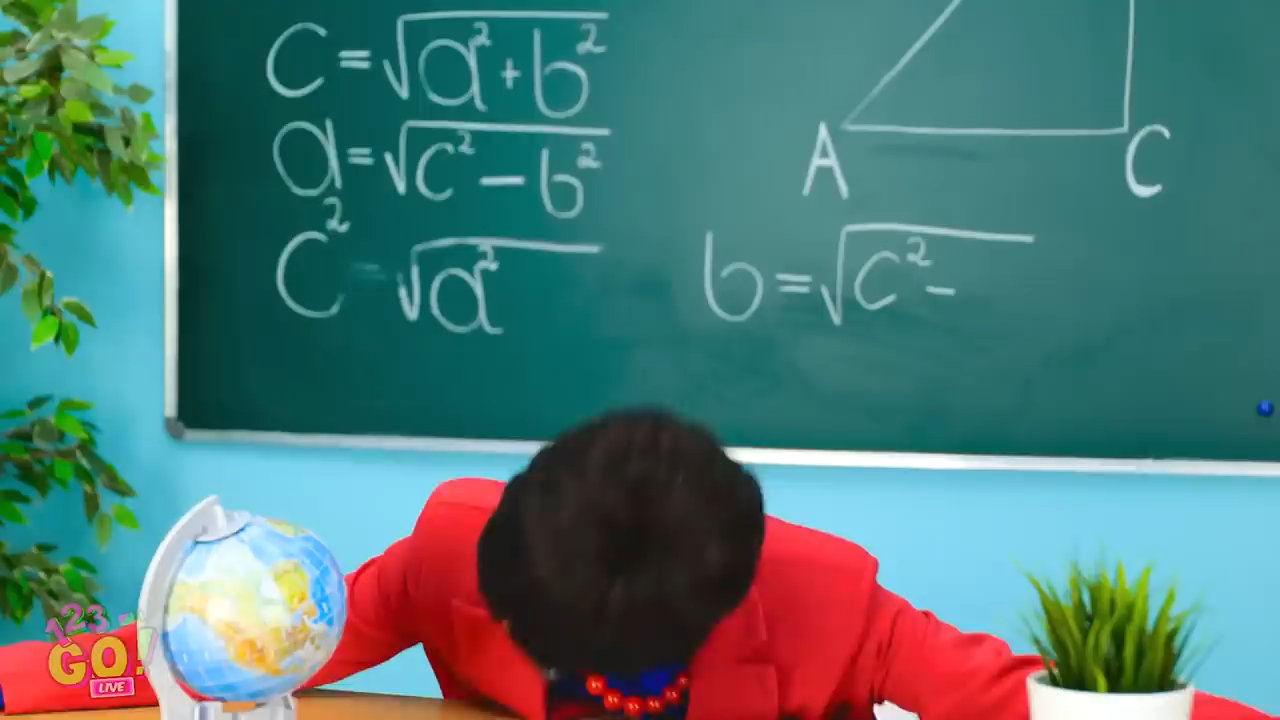 C = √a² + b²
a = √c² - b²
C² = √a²
A
C
b = √c² -
123
GO!
LIVE